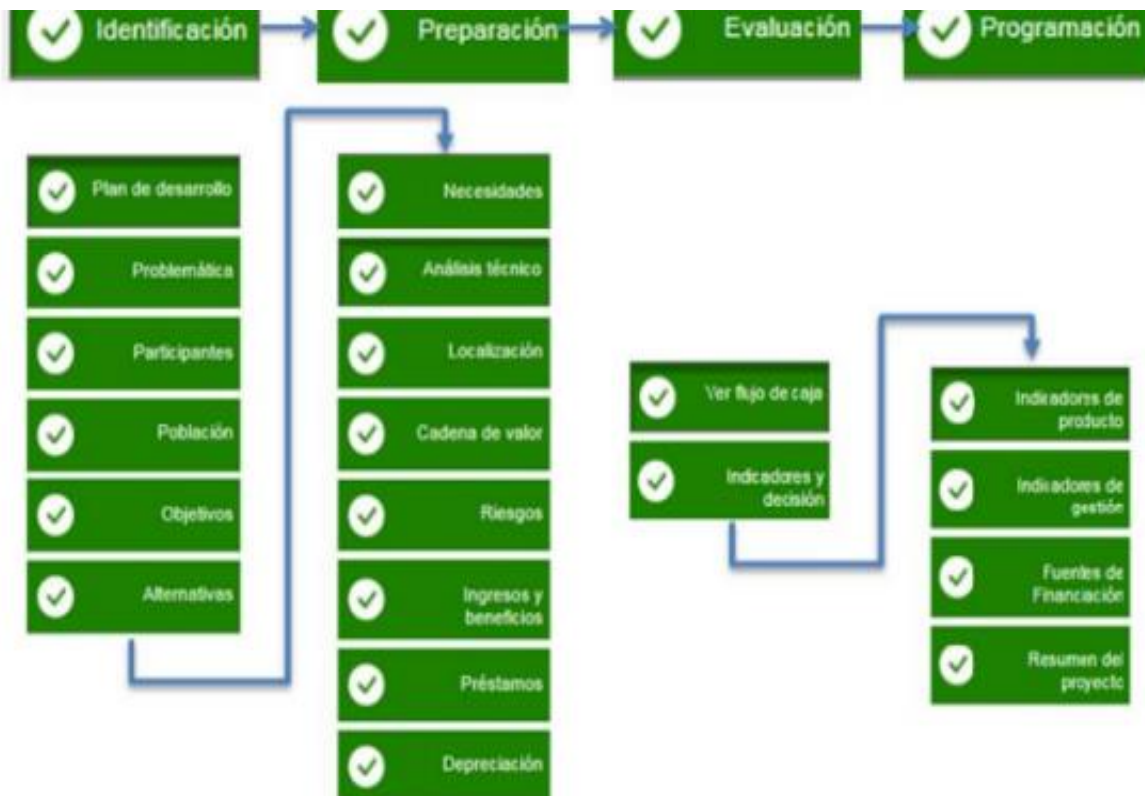 Identificación
Preparación
Evaluación
Programación
Plan de desarrollo
Problemática
Participantes
Población
Objetivos
Alternativas
Necesidades
Análisis técnico
Localización
Cadena de valor
Riesgos
Ingresos y
beneficios
Préstamos
Depreciación
Ver flujo de caja
Indicadores y
decisión
Indicadores de
producto
Indicadores de
gestión
Fuentes de
Financiación
Resumen del
proyecto